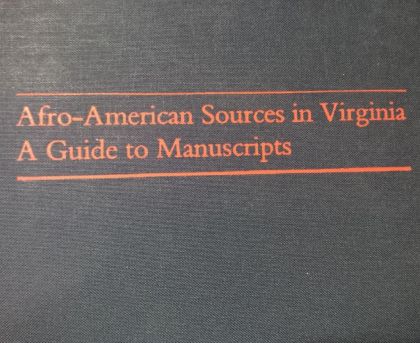 Afro-American Sources in Virginia
A Guide to Manuscripts